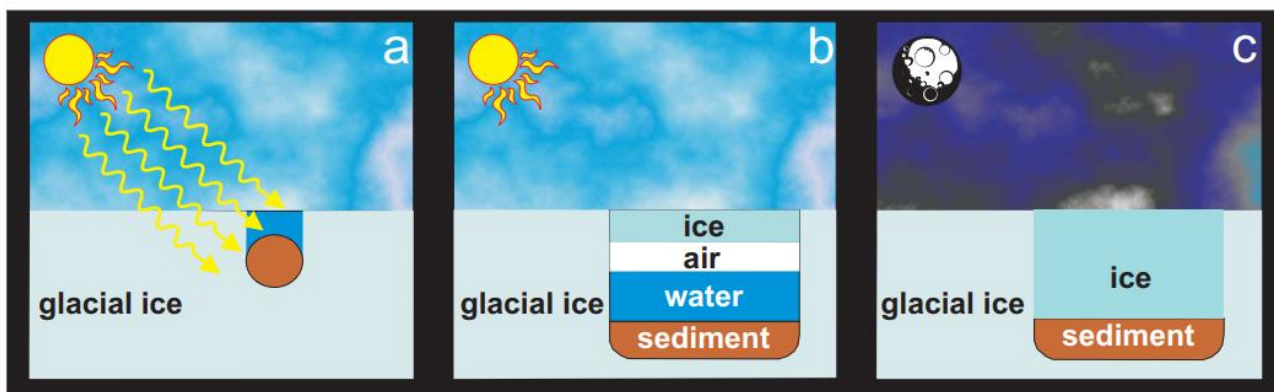 a
glacial ice
b
ice
air
water
glacial ice
sediment
c
ice
glacial ice
sediment